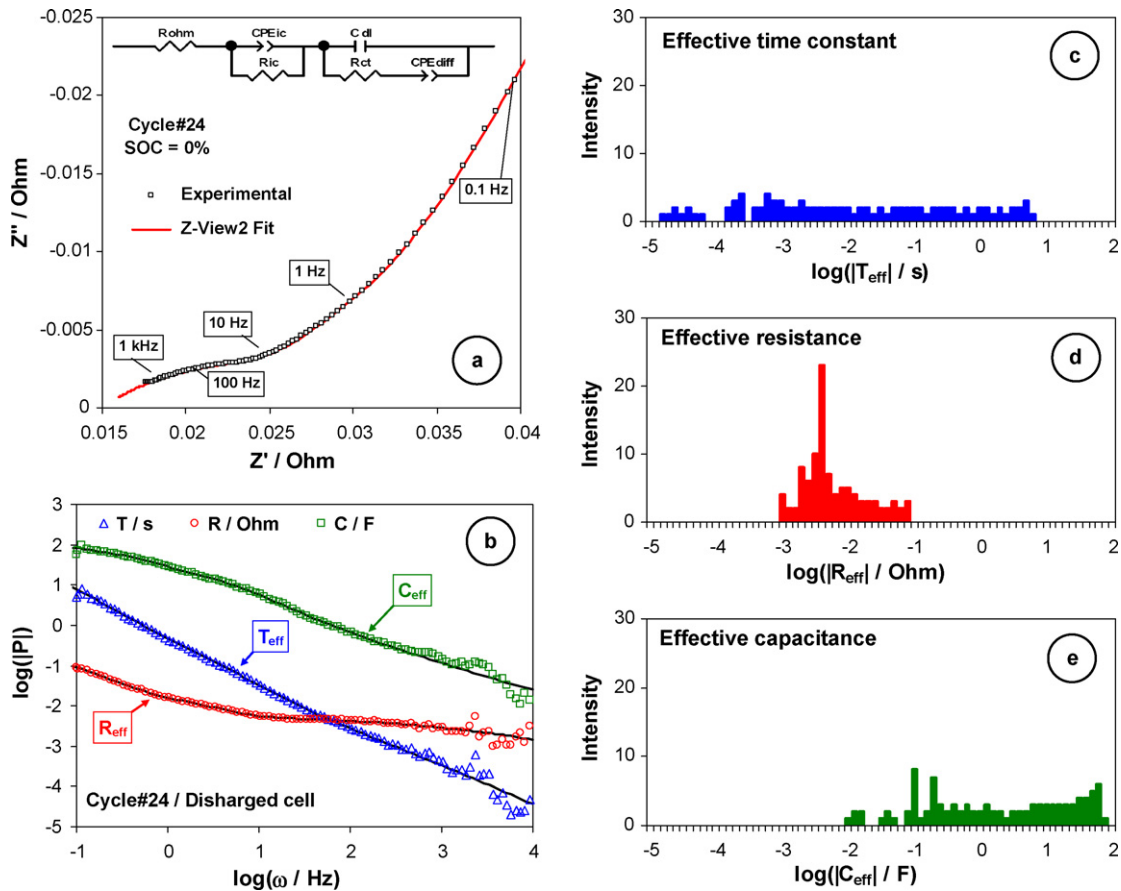 -0.025
-0.02
-0.015
-0.01
-0.005
0
Z'' / Ohm
Rohm
CPEic
Ric
C dl
Rct
CPEdiff
Cycle#24
SOC = 0%
Experimental
Z-View2 Fit
0.1 Hz
1 Hz
10 Hz
1 kHz
100 Hz
a
0.015 0.02 0.025 0.03 0.035 0.04
Z' / Ohm
3
2
1
0
-1
-2
-3
-4
-5
log(|P|)
T / s R / Ohm C / F
b
Ceff
Teff
Reff
Cycle#24 / Disharged cell
-1 0 1 2 3 4
log(ω / Hz)
30
20
10
0
Intensity
Effective time constant
c
-5 -4 -3 -2 -1 0 1 2
log(|Teff| / s)
30
20
10
0
Intensity
Effective resistance
d
-5 -4 -3 -2 -1 0 1 2
log(|Reff| / Ohm)
30
20
10
0
Intensity
Effective capacitance
e
-5 -4 -3 -2 -1 0 1 2
log(|Ceff| / F)